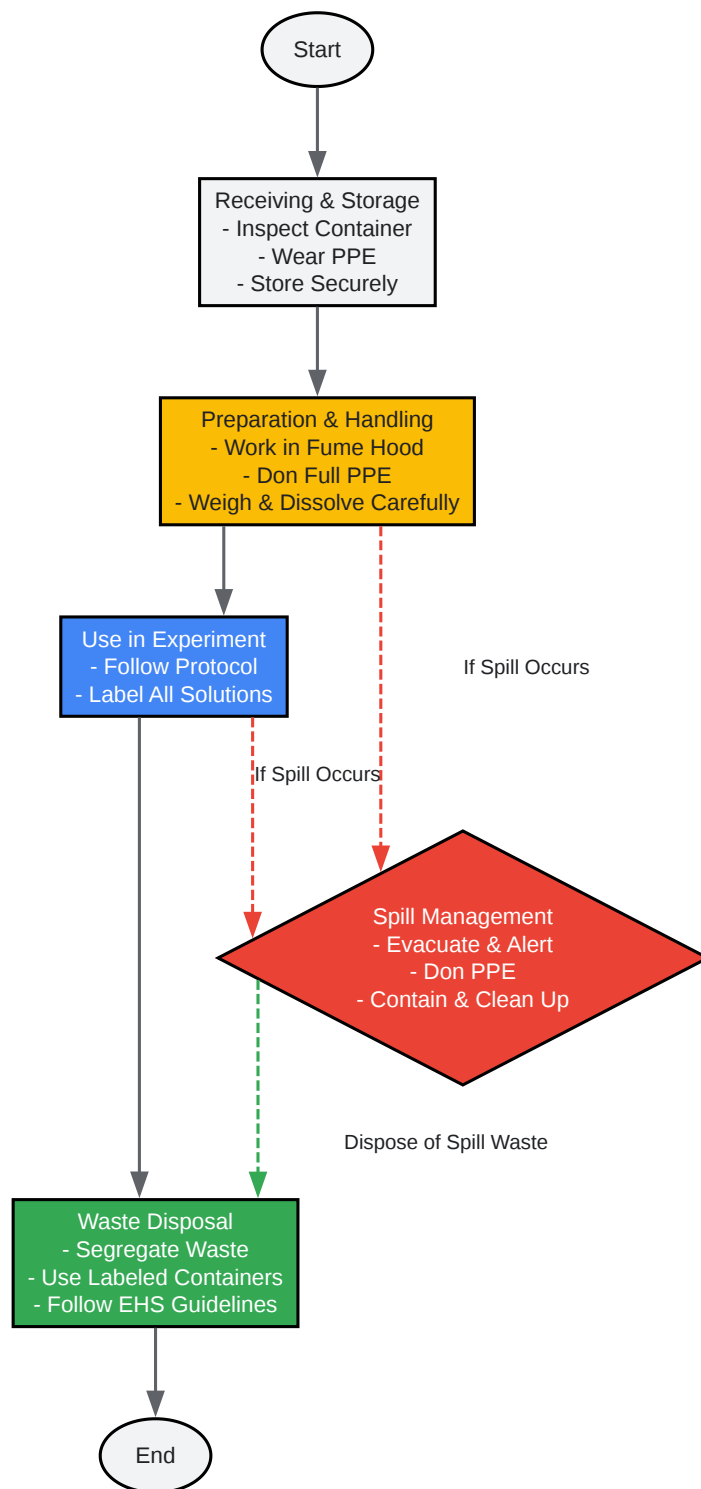 Start
Receiving & Storage
- Inspect Container
- Wear PPE
- Store Securely
Preparation & Handling
- Work in Fume Hood
- Don Full PPE
- Weigh & Dissolve Carefully
Use in Experiment
- Follow Protocol
- Label All Solutions
If Spill Occurs
If Spill Occurs
Spill Management
- Evacuate & Alert
- Don PPE
- Contain & Clean Up
Dispose of Spill Waste
Waste Disposal
- Segregate Waste
- Use Labeled Containers
- Follow EHS Guidelines
End